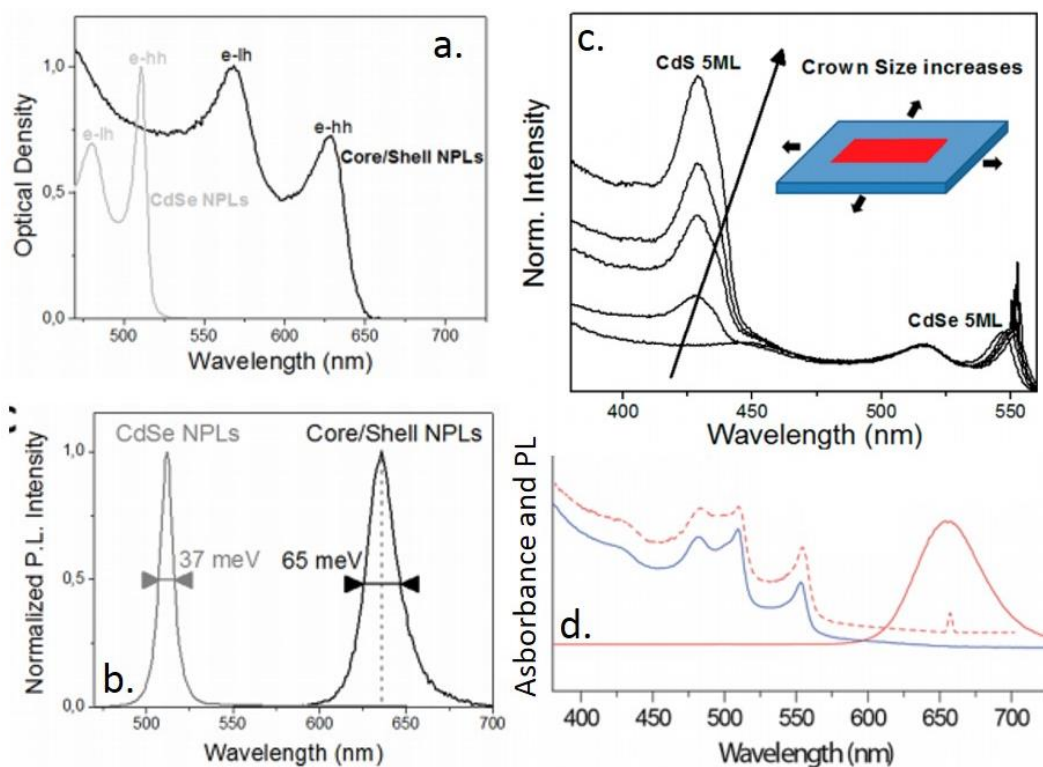 a.
e-hh
e-lh
CdSe NPLs
e-lh
e-hh
Core/Shell NPLs
Optical Density
1,0
0,5
0,0
500 550 600 650 700
Wavelength (nm)
c.
CdS 5ML
Crown Size increases
CdSe 5ML
Norm. Intensity
400 450 500 550
Wavelength (nm)
b.
CdSe NPLs
Core/Shell NPLs
37 meV
65 meV
Normalized P.L. Intensity
1,0
0,5
0,0
500 550 600 650 700
Wavelength (nm)
d.
Asborbance and PL
400 450 500 550 600 650 700
Wavelength (nm)